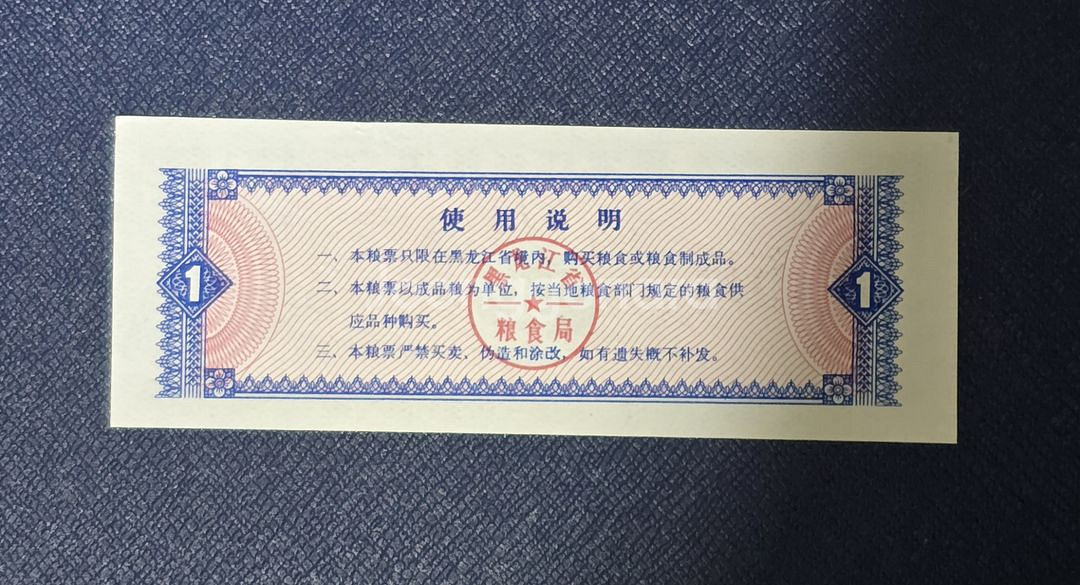 使用说明
一、本粮票只限在黑龙江省境内，购买粮食或粮食制成品。
二、本粮票以成品粮为单位，按当地粮食部门规定的粮食供
应品种购买。
三、本粮票严禁买卖、伪造和涂改，如有遗失概不补发。
黑龙江省
粮食局
1
1